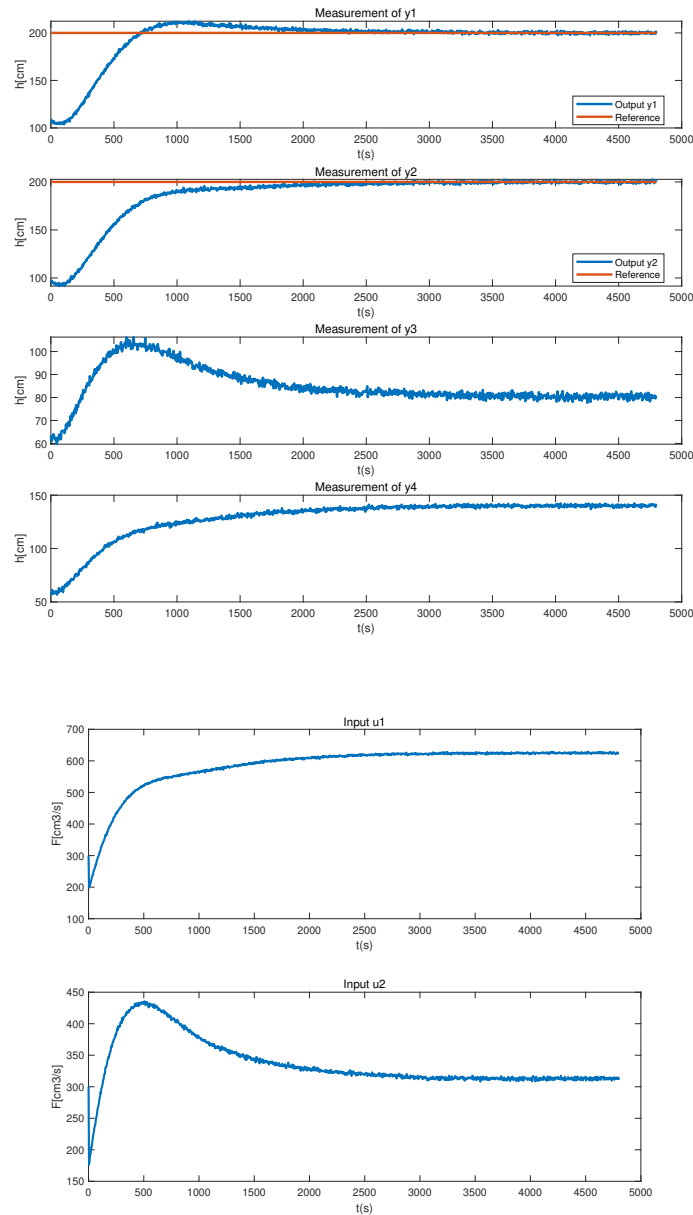 Measurement of y1
200
150
100
h[cm]
Output y1
Reference
0 500 1000 1500 2000 2500 3000 3500 4000 4500 5000
t(s)
Measurement of y2
200
150
100
h[cm]
Output y2
Reference
0 500 1000 1500 2000 2500 3000 3500 4000 4500 5000
t(s)
Measurement of y3
100
90
80
70
60
h[cm]
0 500 1000 1500 2000 2500 3000 3500 4000 4500 5000
t(s)
Measurement of y4
150
100
50
h[cm]
0 500 1000 1500 2000 2500 3000 3500 4000 4500 5000
t(s)
Input u1
700
600
500
400
300
200
100
F[cm3/s]
0 500 1000 1500 2000 2500 3000 3500 4000 4500 5000
t(s)
Input u2
450
400
350
300
250
200
150
F[cm3/s]
0 500 1000 1500 2000 2500 3000 3500 4000 4500 5000
t(s)